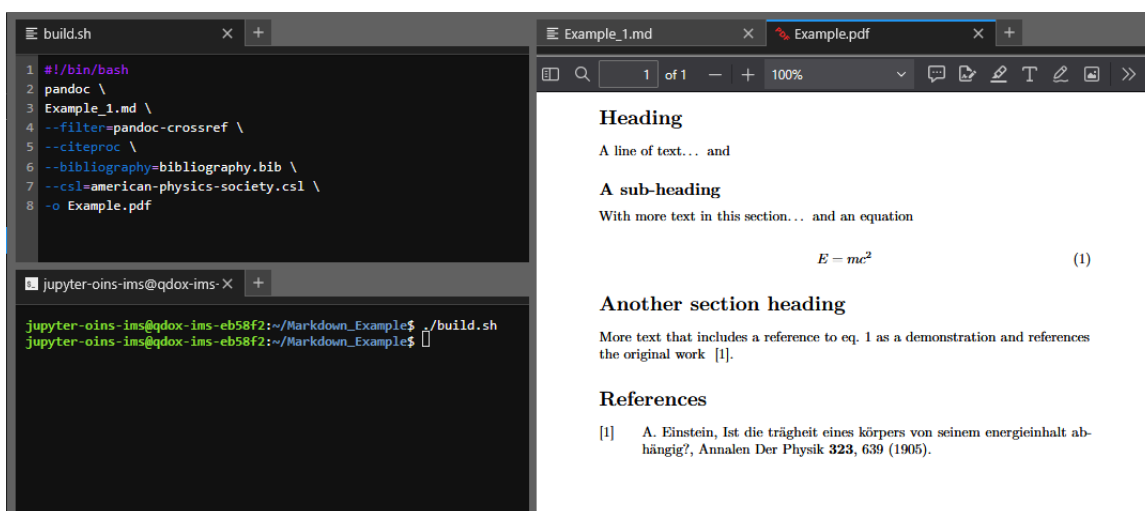 build.sh
1 #!/bin/bash
2 pandoc \
3 Example_1.md \
4 --filter=pandoc-crossref \
5 --citeproc \
6 --bibliography=bibliography.bib \
7 --csl=american-physics-society.csl \
8 -o Example.pdf
jupyter-oins-ims@qdox-ims-
jupyter-oins-ims@qdox-ims-eb58f2:~/Markdown_Example$ ./build.sh
jupyter-oins-ims@qdox-ims-eb58f2:~/Markdown_Example$
Example_1.md
Example.pdf
1 of 1 100%
Heading
A line of text… and
A sub-heading
With more text in this section… and an equation
E = mc² (1)
Another section heading
More text that includes a reference to eq. 1 as a demonstration and references
the original work [1].
References
[1] A. Einstein, Ist die trägheit eines körpers von seinem energieinhalt ab-
hängig?, Annalen Der Physik 323, 639 (1905).